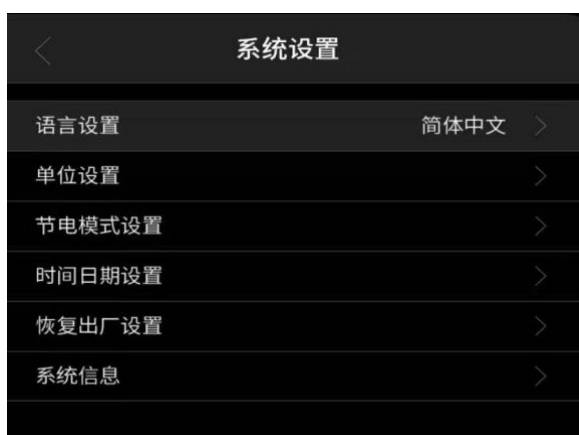 系统设置
语言设置 简体中文
单位设置
节电模式设置
时间日期设置
恢复出厂设置
系统信息